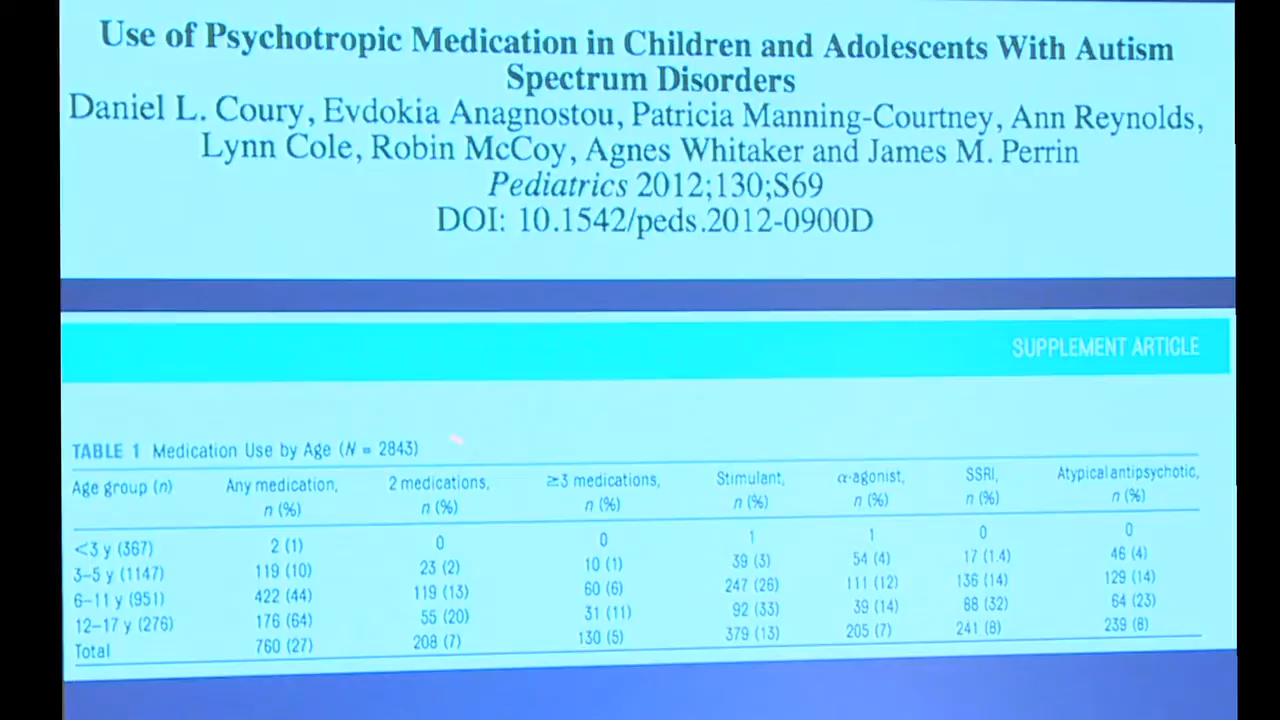 Use of Psychotropic Medication in Children and Adolescents With Autism
Spectrum Disorders
Daniel L. Coury, Evdokia Anagnostou, Patricia Manning-Courtney, Ann Reynolds,
Lynn Cole, Robin McCoy, Agnes Whitaker and James M. Perrin
Pediatrics 2012;130;S69
DOI: 10.1542/peds.2012-0900D
SUPPLEMENT ARTICLE
TABLE 1 Medication Use by Age (N = 2843)
Age group (n) Any medication, n (%) 2 medications, n (%) ≥3 medications, n (%) Stimulant, n (%) α-agonist, n (%) SSRI, n (%) Atypical antipsychotic, n (%)
<3 y (367) 2 (1) 0 0 1 1 0 0
3–5 y (1147) 119 (10) 23 (2) 10 (1) 39 (3) 54 (4) 17 (1.4) 46 (4)
6–11 y (951) 422 (44) 119 (13) 60 (6) 247 (26) 111 (12) 136 (14) 129 (14)
12–17 y (276) 176 (64) 55 (20) 31 (11) 92 (33) 39 (14) 88 (32) 64 (23)
Total 760 (27) 208 (7) 130 (5) 379 (13) 205 (7) 241 (8) 239 (8)